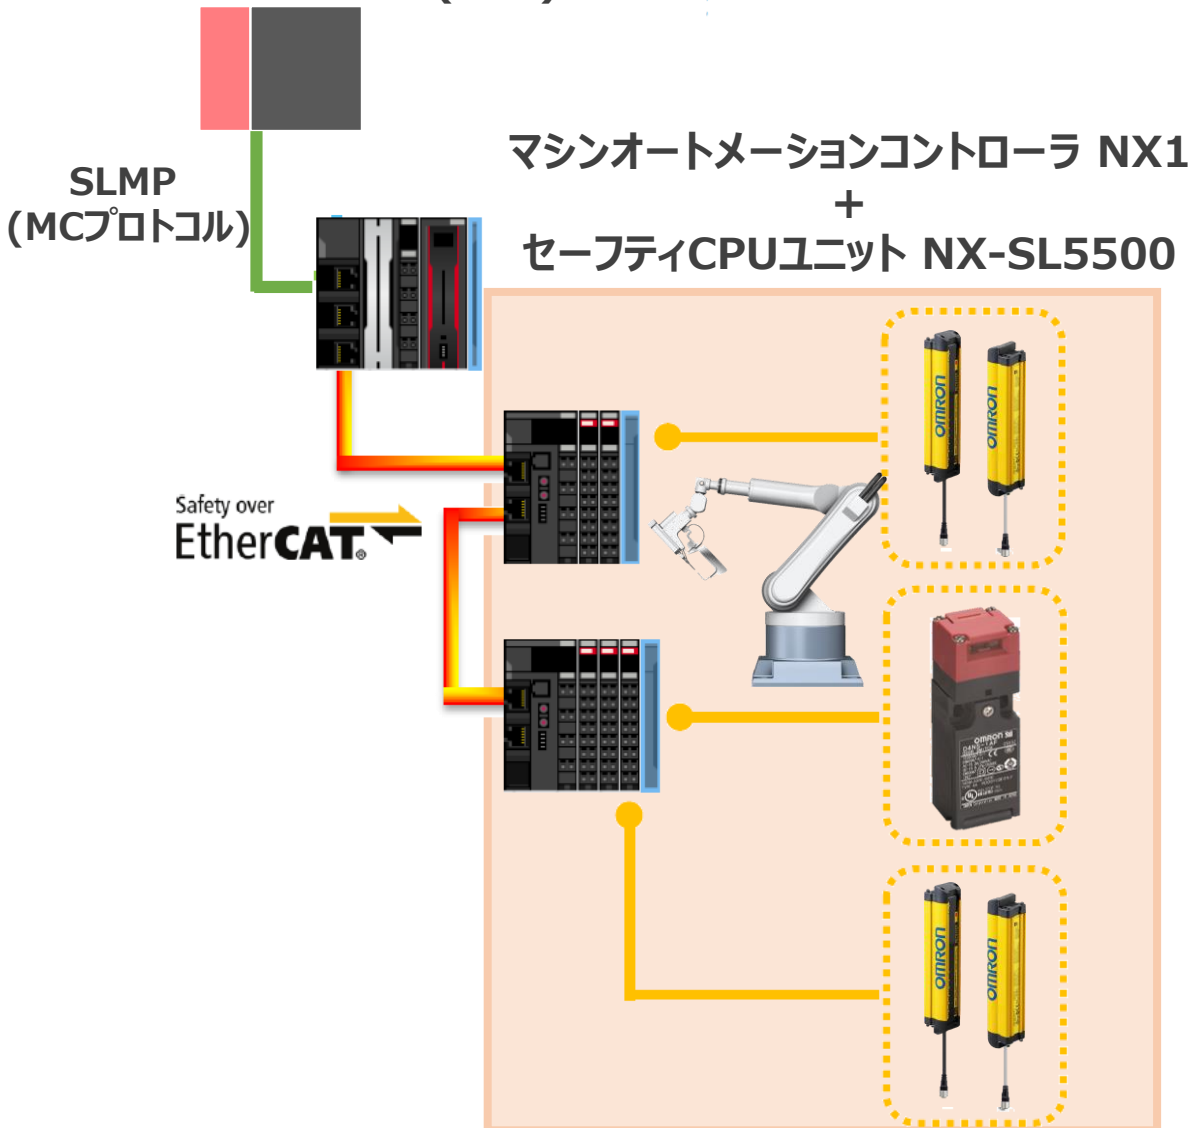 マシンオートメーションコントローラ NX1
+
セーフティCPUユニット NX-SL5500
SLMP
(MCプロトコル)
Safety over
EtherCAT®
OMRON
OMRON
OMRON
D4NS-1AF
OMRON
OMRON